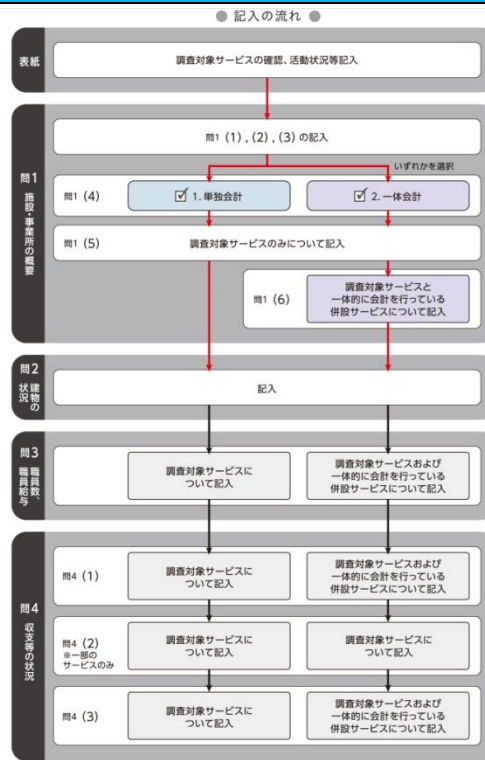 ● 記入の流れ ●
表紙
調査対象サービスの確認、活動状況等記入
問1
施設・事業所の概要
問1 (1) , (2) , (3) の記入
いずれかを選択
問1 (4)
1. 単独会計
2. 一体会計
問1 (5)
調査対象サービスのみについて記入
問1 (6)
調査対象サービスと
一体的に会計を行っている
併設サービスについて記入
問2
建物の
状況
記入
問3
職員数、
職員給与
調査対象サービスに
ついて記入
調査対象サービスおよび
一体的に会計を行っている
併設サービスについて記入
問4
収支等の状況
問4 (1)
調査対象サービスに
ついて記入
調査対象サービスおよび
一体的に会計を行っている
併設サービスについて記入
問4 (2)
※一部の
サービスのみ
調査対象サービスに
ついて記入
調査対象サービスに
ついて記入
問4 (3)
調査対象サービスに
ついて記入
調査対象サービスおよび
一体的に会計を行っている
併設サービスについて記入